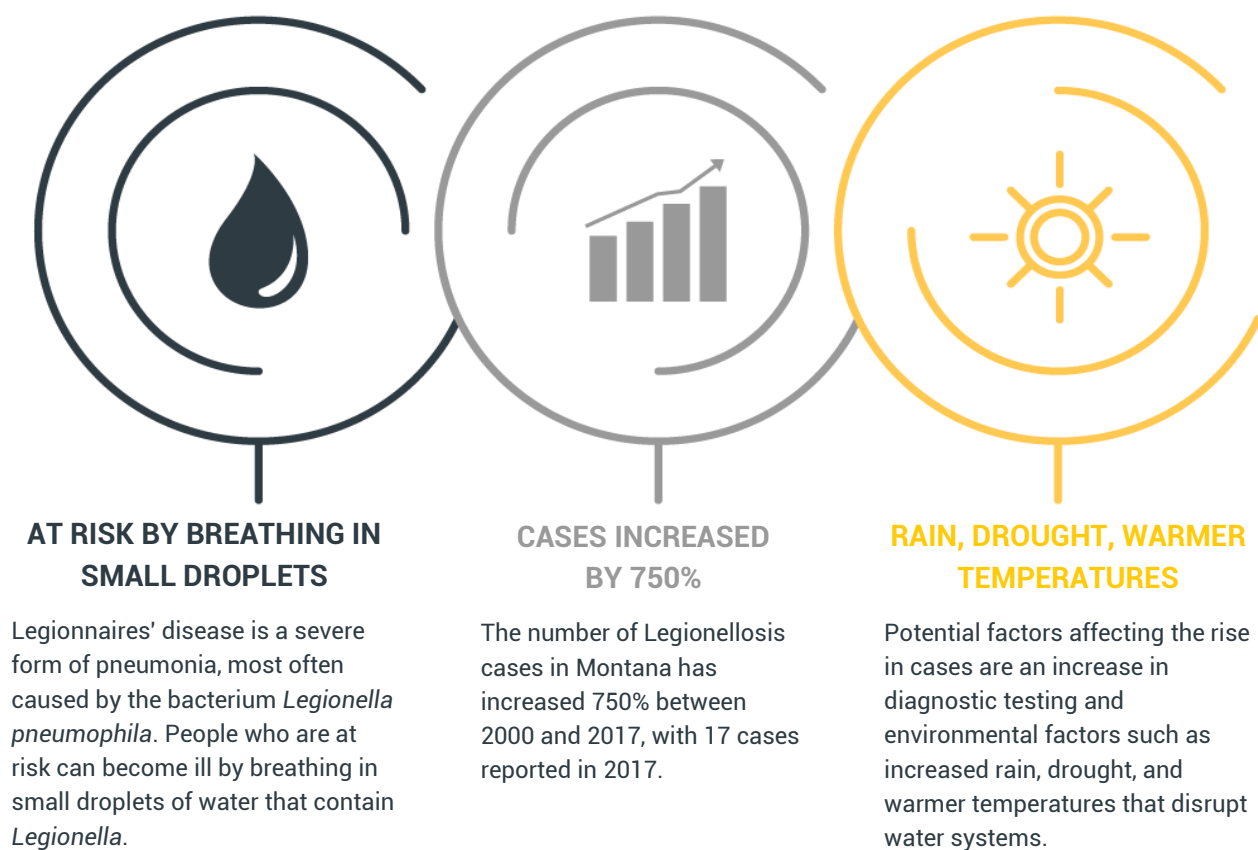 AT RISK BY BREATHING IN
SMALL DROPLETS
Legionnaires' disease is a severe
form of pneumonia, most often
caused by the bacterium Legionella
pneumophila. People who are at
risk can become ill by breathing in
small droplets of water that contain
Legionella.
CASES INCREASED
BY 750%
The number of Legionellosis
cases in Montana has
increased 750% between
2000 and 2017, with 17 cases
reported in 2017.
RAIN, DROUGHT, WARMER
TEMPERATURES
Potential factors affecting the rise
in cases are an increase in
diagnostic testing and
environmental factors such as
increased rain, drought, and
warmer temperatures that disrupt
water systems.